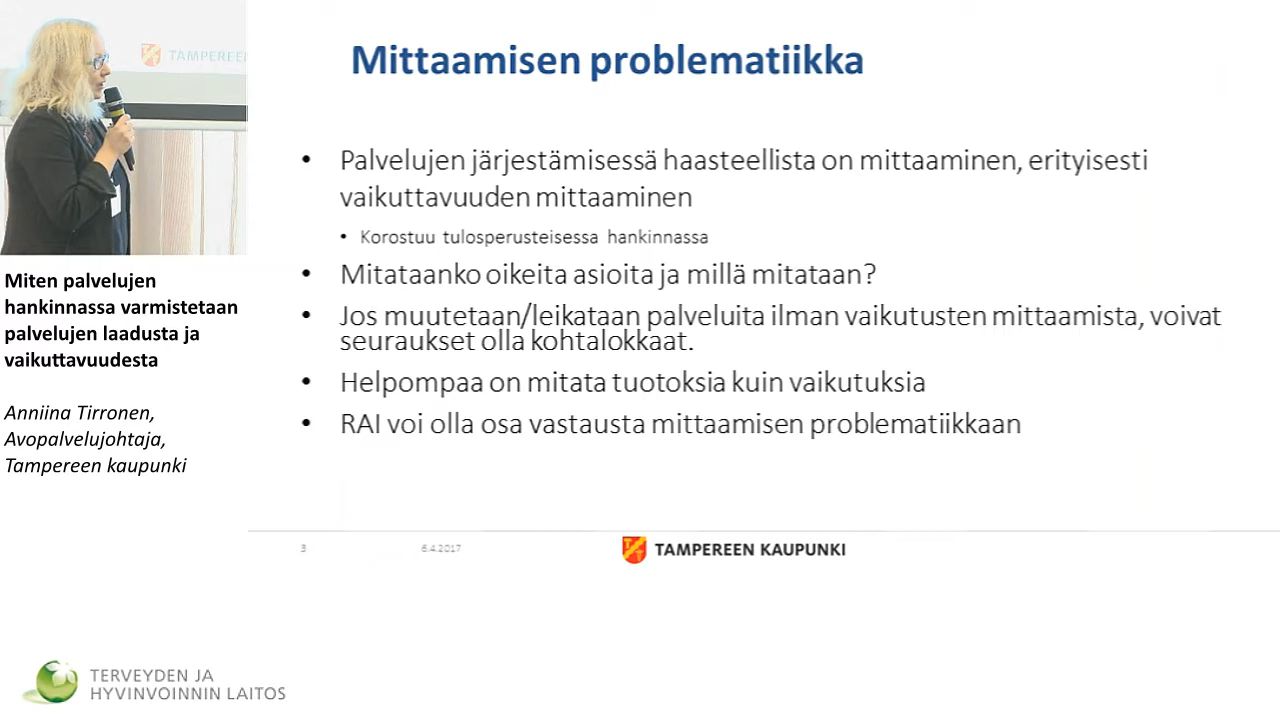 TAMPEREEN
Mittaamisen problematiikka
• Palvelujen järjestämisessä haasteellista on mittaaminen, erityisesti
vaikuttavuuden mittaaminen
• Korostuu tulosperusteisessa hankinnassa
• Mitataanko oikeita asioita ja millä mitataan?
• Jos muutetaan/leikataan palveluita ilman vaikutusten mittaamista, voivat
seuraukset olla kohtalokkaat.
• Helpompaa on mitata tuotoksia kuin vaikutuksia
• RAI voi olla osa vastausta mittaamisen problematiikkaan
Miten palvelujen
hankinnassa varmistetaan
palvelujen laadusta ja
vaikuttavuudesta
Anniina Tirronen,
Avopalvelujohtaja,
Tampereen kaupunki
3
6.4.2017
TAMPEREEN KAUPUNKI
TERVEYDEN JA
HYVINVOINNIN LAITOS